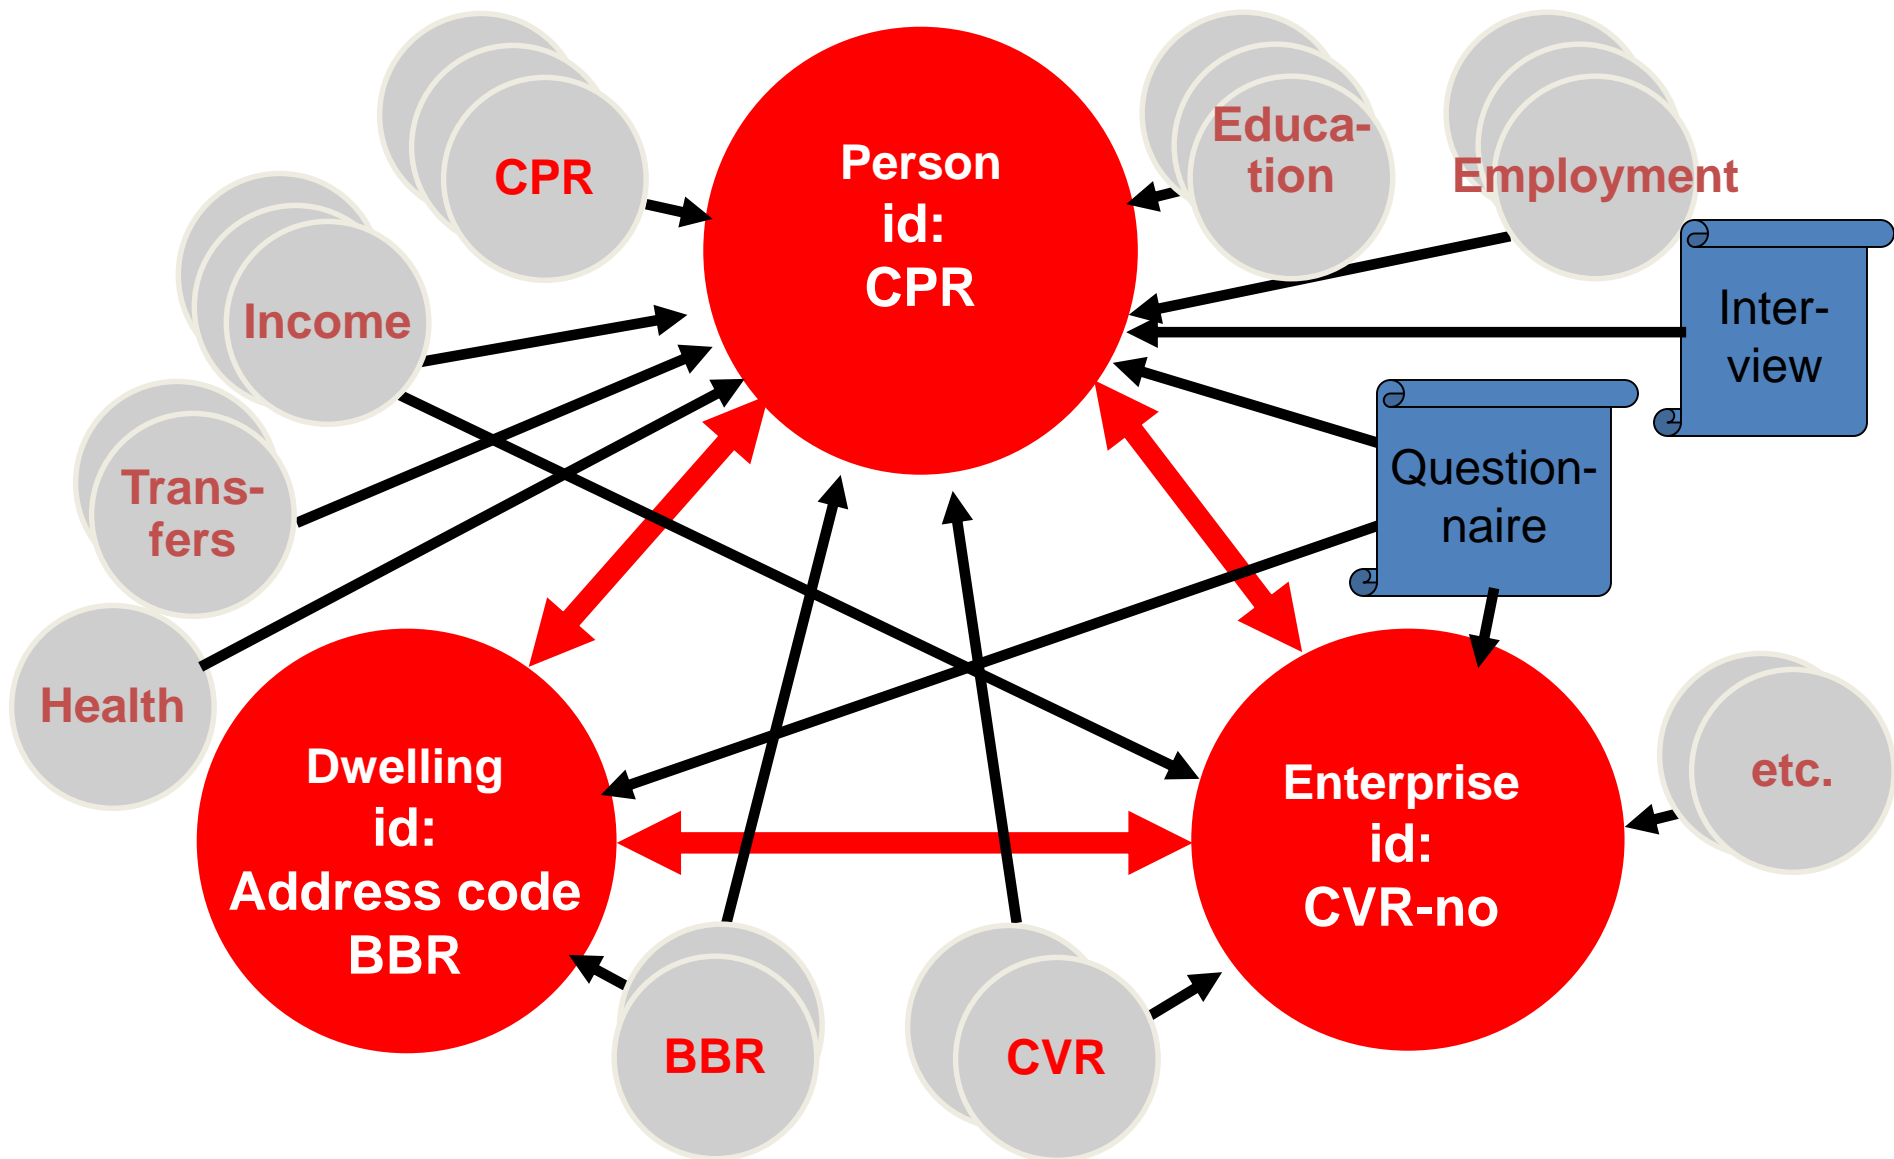 CPR
Person
id:
CPR
Educa-
tion
Employment
Income
Inter-
view
Trans-
fers
Question-
naire
Health
Dwelling
id:
Address code
BBR
Enterprise
id:
CVR-no
etc.
BBR
CVR